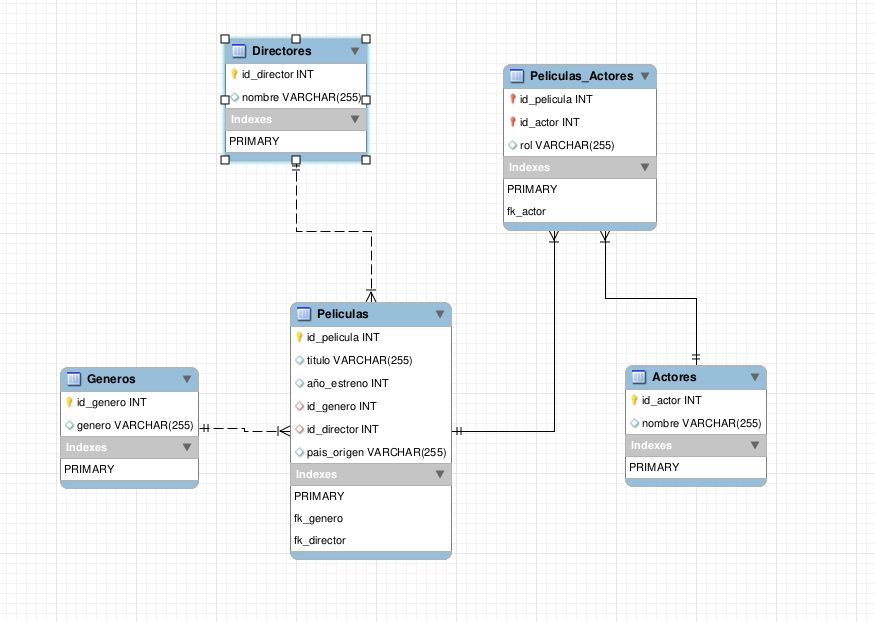 Directores
id_director INT
nombre VARCHAR(255)
Indexes
PRIMARY
Peliculas_Actores
id_pelicula INT
id_actor INT
rol VARCHAR(255)
Indexes
PRIMARY
fk_actor
Peliculas
id_pelicula INT
titulo VARCHAR(255)
año_estreno INT
id_genero INT
id_director INT
pais_origen VARCHAR(255)
Indexes
PRIMARY
fk_genero
fk_director
Generos
id_genero INT
genero VARCHAR(255)
Indexes
PRIMARY
Actores
id_actor INT
nombre VARCHAR(255)
Indexes
PRIMARY